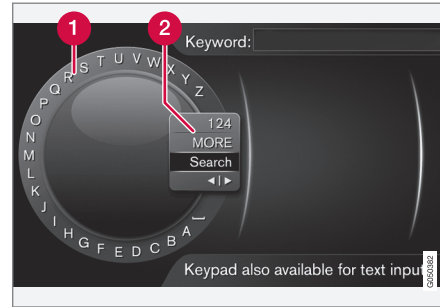 1
2
Keyword:
A B C D E F G H I J K L M N O P Q R S T U V W X Y Z
124
MORE
Search
◄|►
Keypad also available for text input
G050382